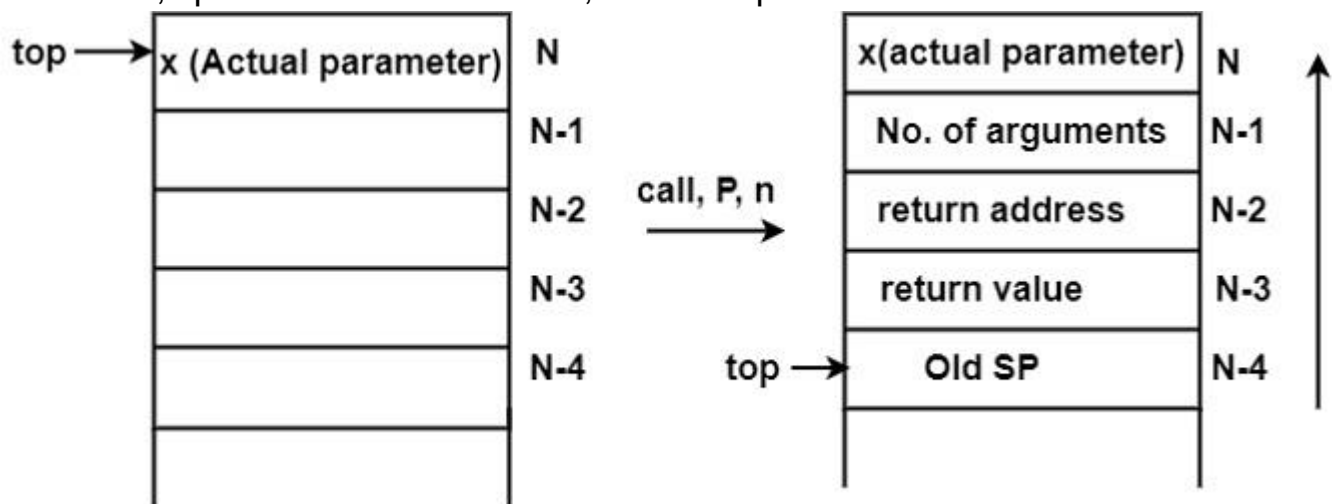 top
x (Actual parameter)
N
N-1
N-2
N-3
N-4
call, P, n
x(actual parameter)
N
No. of arguments
N-1
return address
N-2
return value
N-3
top
Old SP
N-4